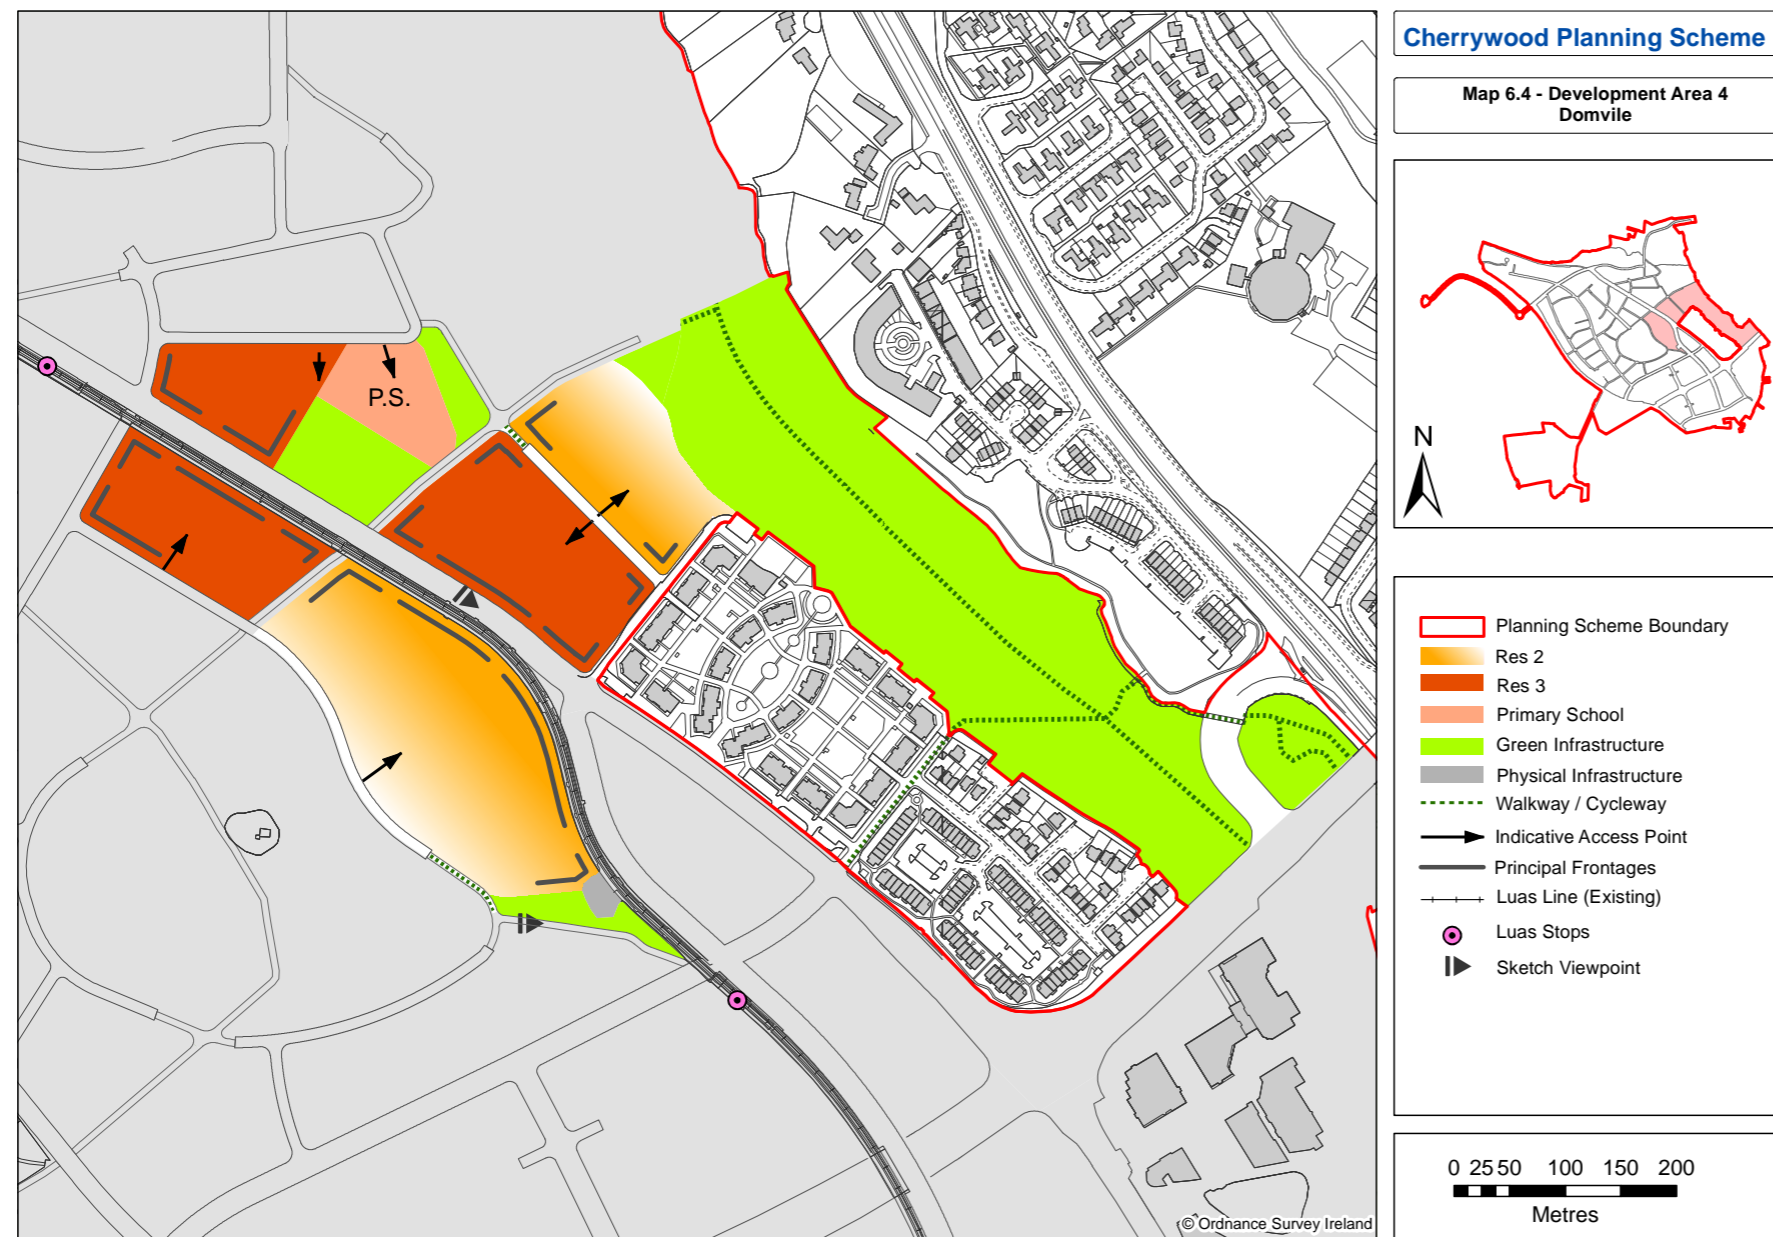 Cherrywood Planning Scheme
Map 6.4 - Development Area 4
Domvile
P.S.
N
Planning Scheme Boundary
Res 2
Res 3
Primary School
Green Infrastructure
Physical Infrastructure
Walkway / Cycleway
Indicative Access Point
Principal Frontages
Luas Line (Existing)
Luas Stops
Sketch Viewpoint
0 25 50 100 150 200
Metres
© Ordnance Survey Ireland